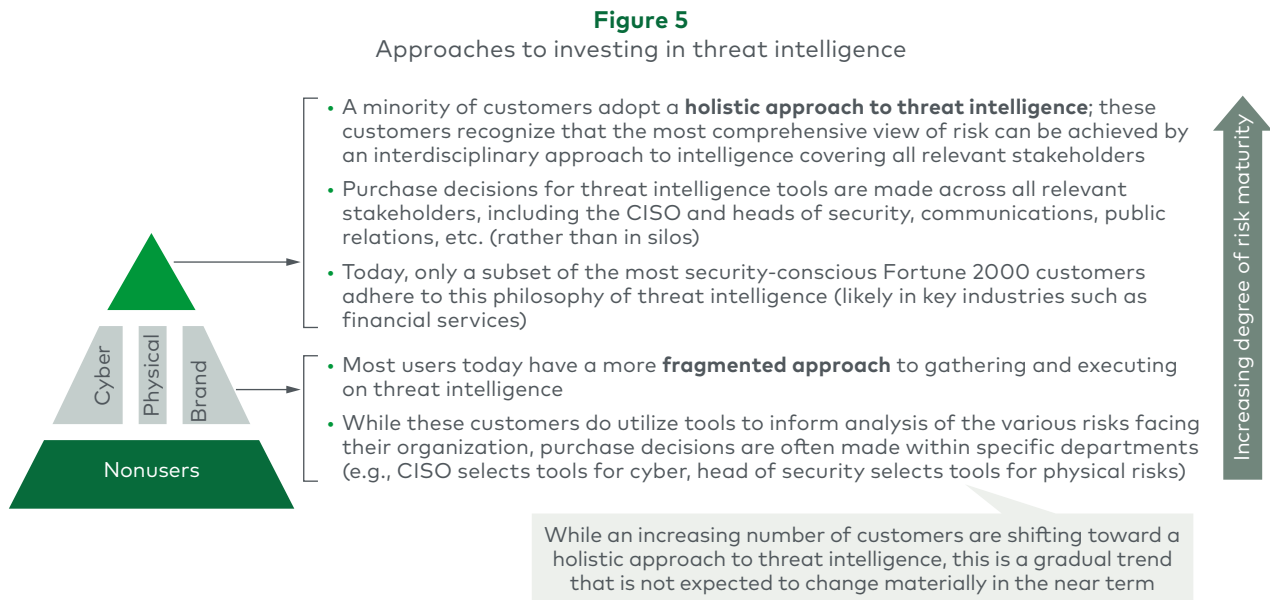 Figure 5
Approaches to investing in threat intelligence
• A minority of customers adopt a holistic approach to threat intelligence; these
customers recognize that the most comprehensive view of risk can be achieved by
an interdisciplinary approach to intelligence covering all relevant stakeholders
• Purchase decisions for threat intelligence tools are made across all relevant
stakeholders, including the CISO and heads of security, communications, public
relations, etc. (rather than in silos)
• Today, only a subset of the most security-conscious Fortune 2000 customers
adhere to this philosophy of threat intelligence (likely in key industries such as
financial services)
Cyber
Physical
Brand
• Most users today have a more fragmented approach to gathering and executing
on threat intelligence
• While these customers do utilize tools to inform analysis of the various risks facing
their organization, purchase decisions are often made within specific departments
(e.g., CISO selects tools for cyber, head of security selects tools for physical risks)
Nonusers
Increasing degree of risk maturity
While an increasing number of customers are shifting toward a
holistic approach to threat intelligence, this is a gradual trend
that is not expected to change materially in the near term